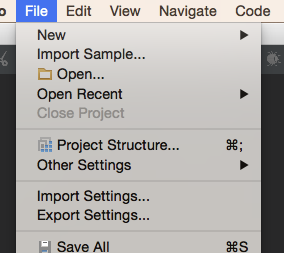 File Edit View Navigate Code
New
Import Sample...
Open...
Open Recent
Close Project
Project Structure... ⌘;
Other Settings
Import Settings...
Export Settings...
Save All ⌘S